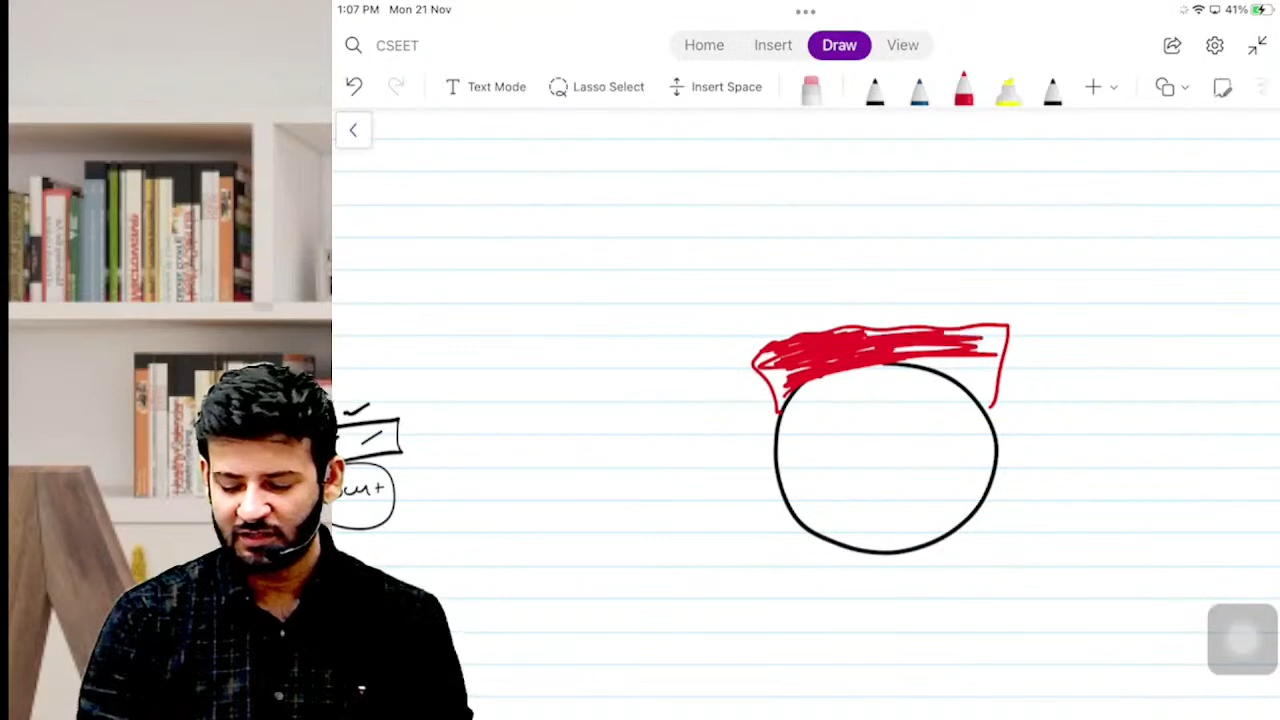 1:07 PM Mon 21 Nov
41%
CSEET
Home Insert Draw View
Text Mode Lasso Select Insert Space